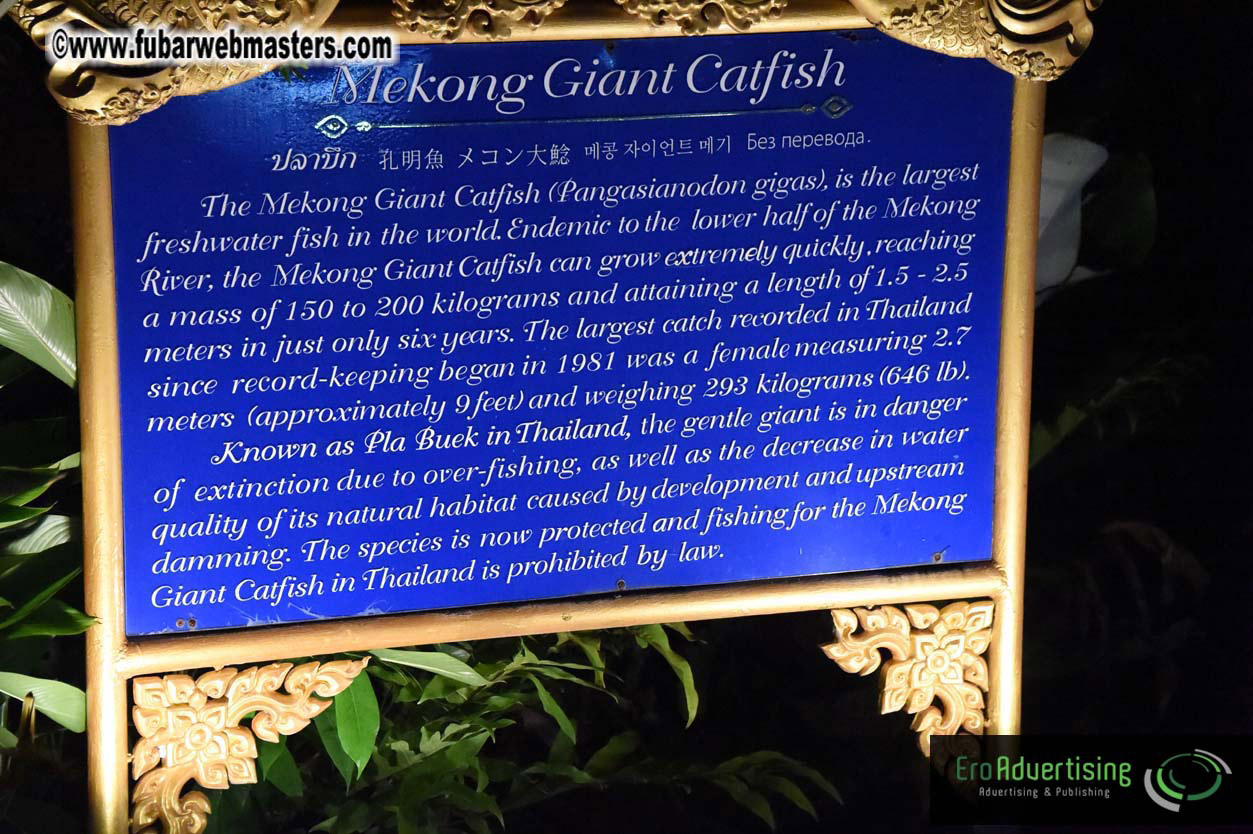 ©www.fubarwebmasters.com
Mekong Giant Catfish
ปลาบึก 孔明魚 メコン大鯰 메콩 자이언트 메기 Без перевода.
The Mekong Giant Catfish (Pangasianodon gigas), is the largest
freshwater fish in the world. Endemic to the lower half of the Mekong
River, the Mekong Giant Catfish can grow extremely quickly, reaching
a mass of 150 to 200 kilograms and attaining a length of 1.5 - 2.5
meters in just only six years. The largest catch recorded in Thailand
since record-keeping began in 1981 was a female measuring 2.7
meters (approximately 9 feet) and weighing 293 kilograms (646 lb).
Known as Pla Buek in Thailand, the gentle giant is in danger
of extinction due to over-fishing, as well as the decrease in water
quality of its natural habitat caused by development and upstream
damming. The species is now protected and fishing for the Mekong
Giant Catfish in Thailand is prohibited by law.
EroAdvertising
Advertising & Publishing